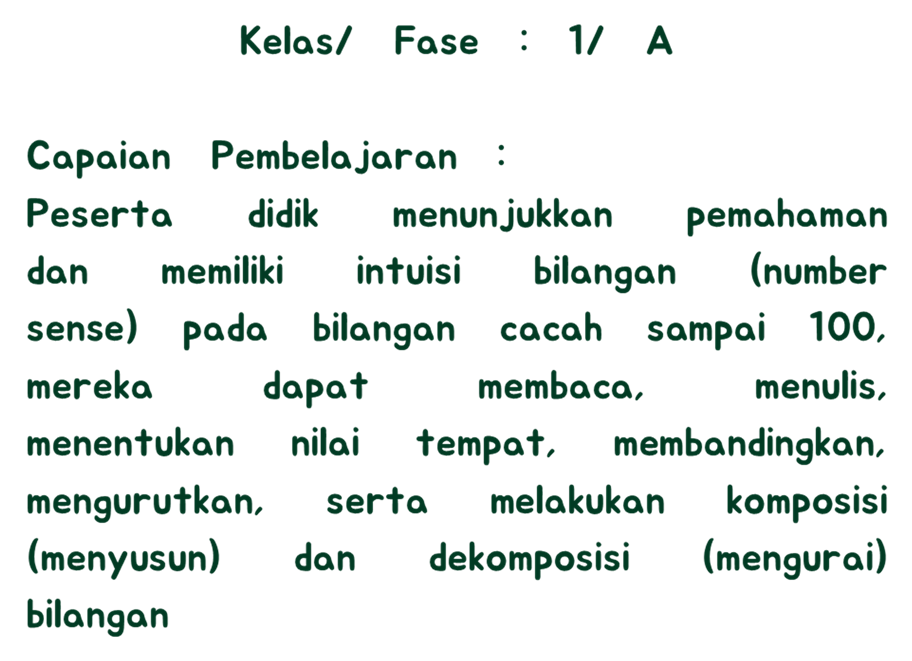 Kelas/ Fase : 1/ A
Capaian Pembelajaran :
Peserta didik menunjukkan pemahaman
dan memiliki intuisi bilangan (number
sense) pada bilangan cacah sampai 100,
mereka dapat membaca, menulis,
menentukan nilai tempat, membandingkan,
mengurutkan, serta melakukan komposisi
(menyusun) dan dekomposisi (mengurai)
bilangan